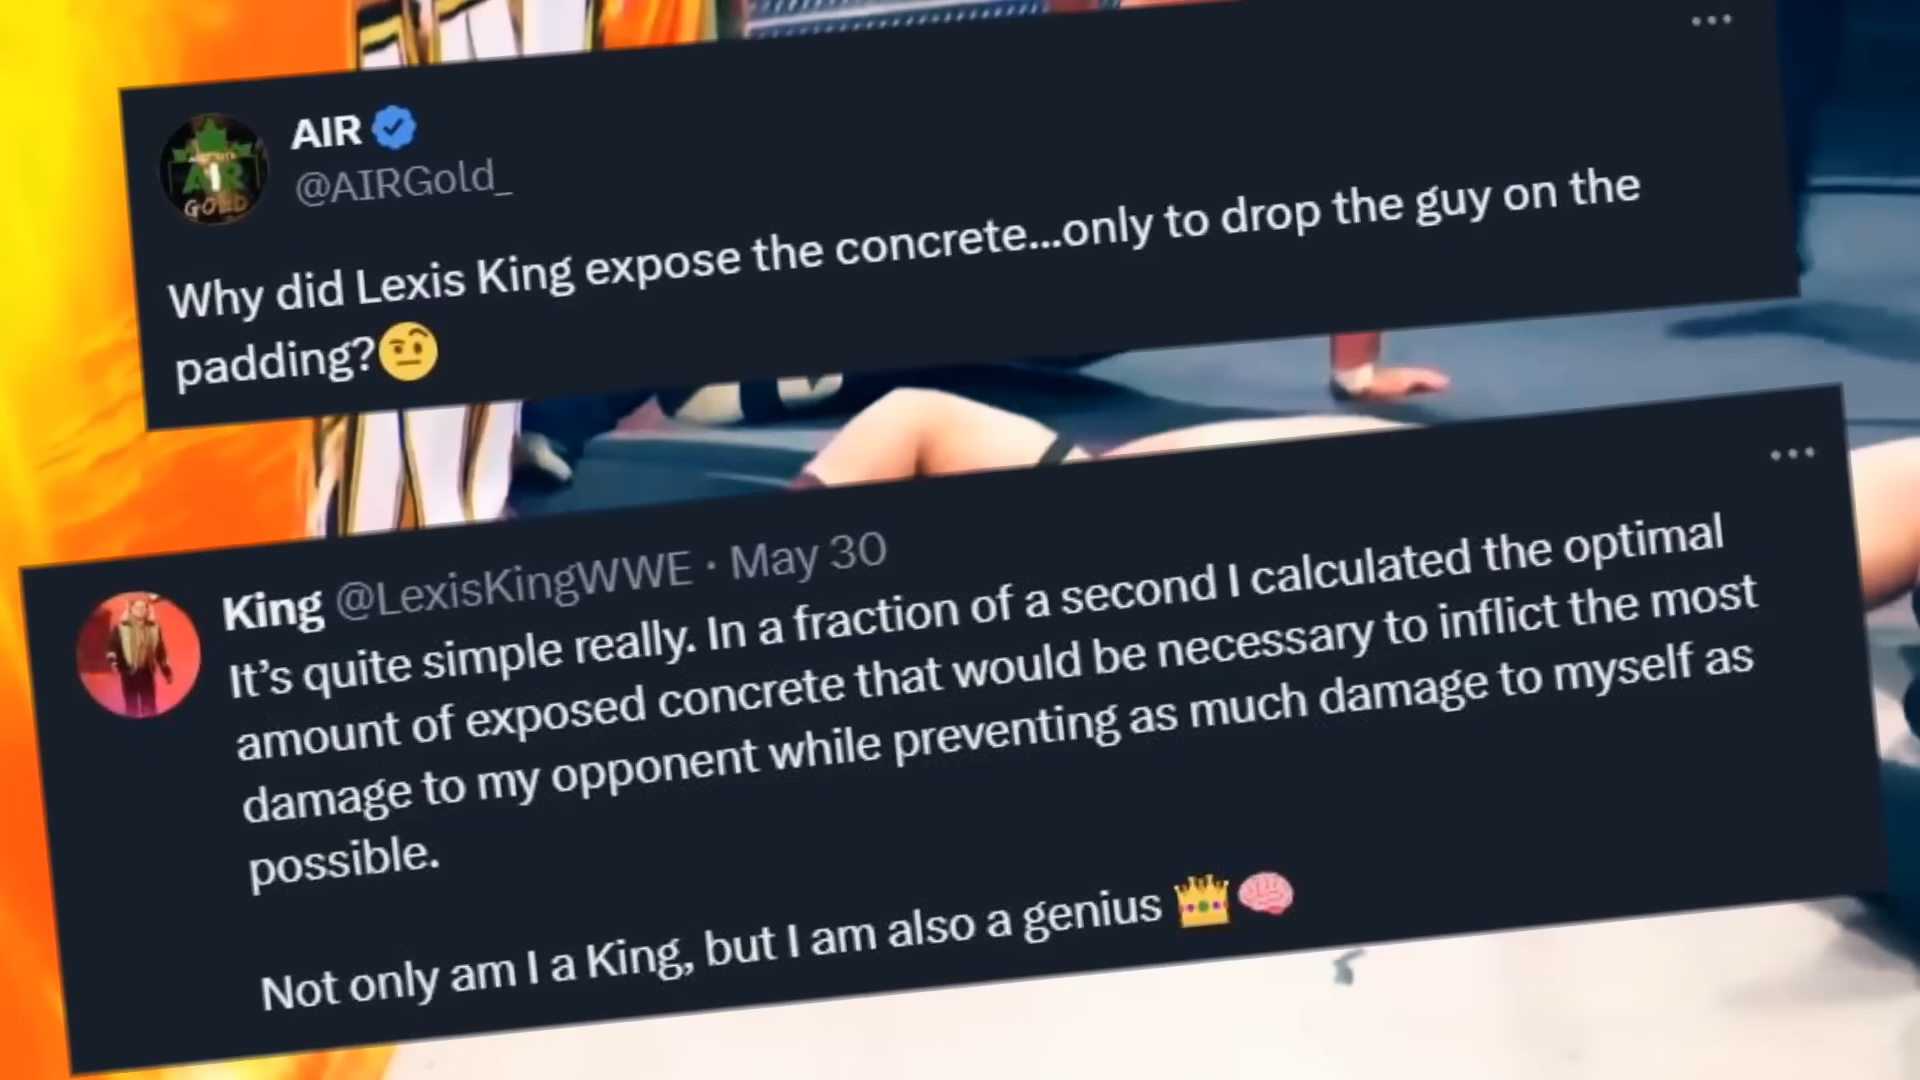 AIR
@AIRGold_
Why did Lexis King expose the concrete...only to drop the guy on the
padding?🤨
AIR
GOLD
King @LexisKingWWE · May 30
It’s quite simple really. In a fraction of a second I calculated the optimal
amount of exposed concrete that would be necessary to inflict the most
damage to my opponent while preventing as much damage to myself as
possible.
Not only am I a King, but I am also a genius 👑🧠